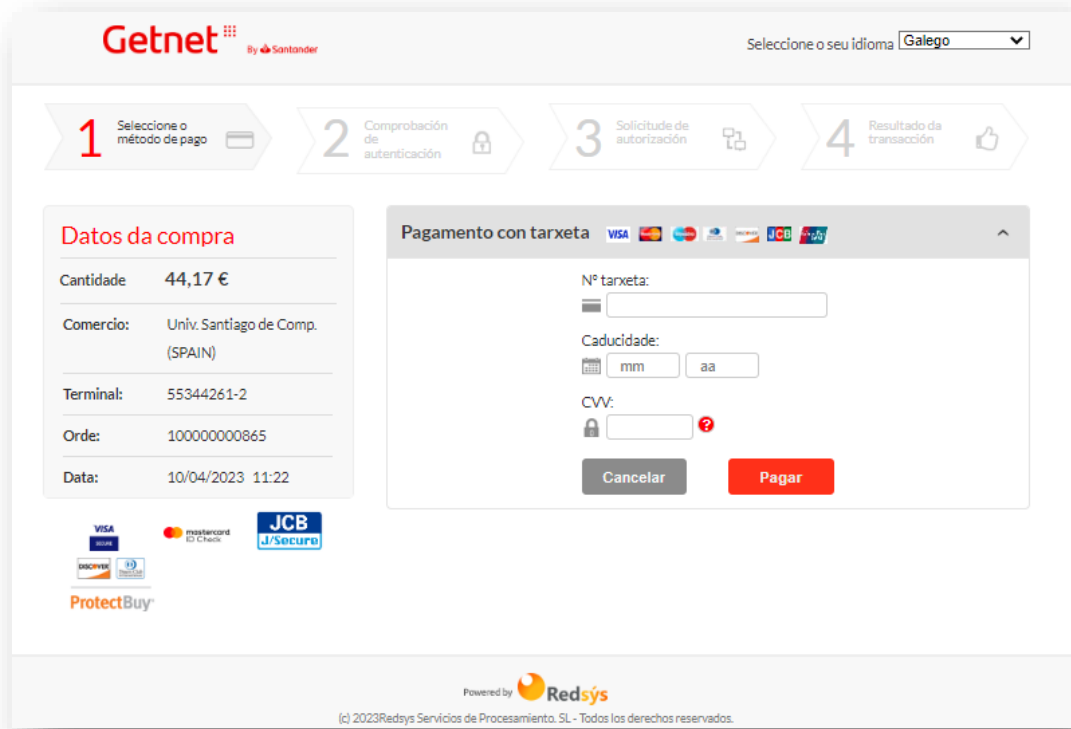 Getnet By Santander
Seleccione o seu idioma Galego
1 Seleccione o
método de pago
2 Comprobación
de
autenticación
3 Solicitude de
autorización
4 Resultado da
transacción
Datos da compra
Cantidade 44,17 €
Comercio: Univ. Santiago de Comp.
(SPAIN)
Terminal: 55344261-2
Orde: 100000000865
Data: 10/04/2023 11:22
VISA
SECURE
mastercard
ID Check
JCB
J/Secure
DISCOVER
ProtectBuy
Pagamento con tarxeta VISA DISCOVER JCB
Nº tarxeta:
Caducidade:
mm aa
CVV:
?
Cancelar Pagar
Powered by Redsýs
(c) 2023Redsys Servicios de Procesamiento. SL - Todos los derechos reservados.